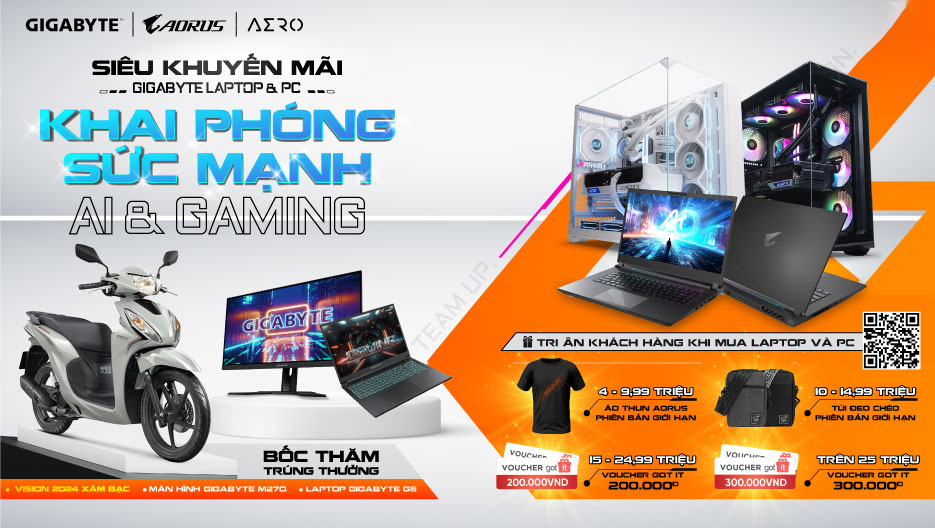 GIGABYTE
AORUS
AERO
SIÊU KHUYẾN MÃI
GIGABYTE LAPTOP & PC
KHAI PHÓNG
SỨC MẠNH
AI & GAMING
GIGABYTE
TEAM UP.
TRI ÂN KHÁCH HÀNG KHI MUA LAPTOP VÀ PC
4 - 9,99 TRIỆU
ÁO THUN AORUS
PHIÊN BẢN GIỚI HẠN
10 - 14,99 TRIỆU
TÚI ĐEO CHÉO
PHIÊN BẢN GIỚI HẠN
VOUCHER
VOUCHER got it
200.000VND
15 - 24,99 TRIỆU
VOUCHER GOT IT
200.000Đ
VOUCHER
VOUCHER got it
300.000VND
TRÊN 25 TRIỆU
VOUCHER GOT IT
300.000Đ
BỐC THĂM
TRÚNG THƯỞNG
• VISION 2024 XÁM BẠC • MÀN HÌNH GIGABYTE M27Q • LAPTOP GIGABYTE G6